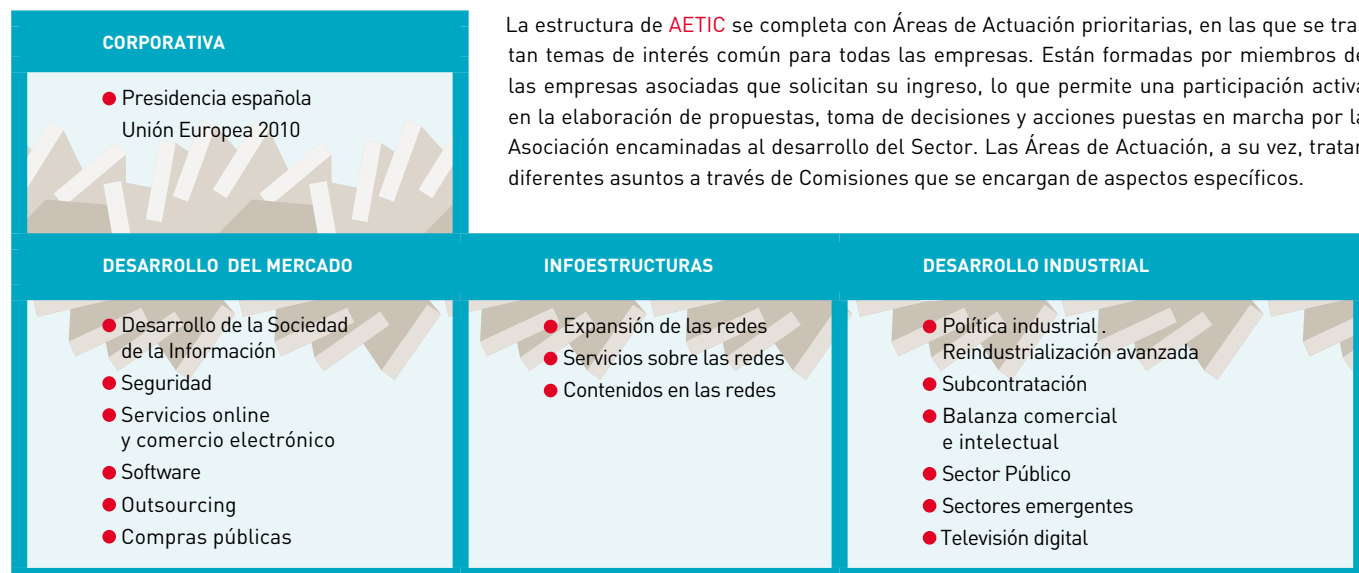 CORPORATIVA
Presidencia española
Unión Europea 2010
La estructura de AETIC se completa con Áreas de Actuación prioritarias, en las que se tra
tan temas de interés común para todas las empresas. Están formadas por miembros de
las empresas asociadas que solicitan su ingreso, lo que permite una participación activa
en la elaboración de propuestas, toma de decisiones y acciones puestas en marcha por la
Asociación encaminadas al desarrollo del Sector. Las Áreas de Actuación, a su vez, tratan
diferentes asuntos a través de Comisiones que se encargan de aspectos específicos.
DESARROLLO DEL MERCADO
Desarrollo de la Sociedad
de la Información
Seguridad
Servicios online
y comercio electrónico
Software
Outsourcing
Compras públicas
INFOESTRUCTURAS
Expansión de las redes
Servicios sobre las redes
Contenidos en las redes
DESARROLLO INDUSTRIAL
Política industrial .
Reindustrialización avanzada
Subcontratación
Balanza comercial
e intelectual
Sector Público
Sectores emergentes
Televisión digital